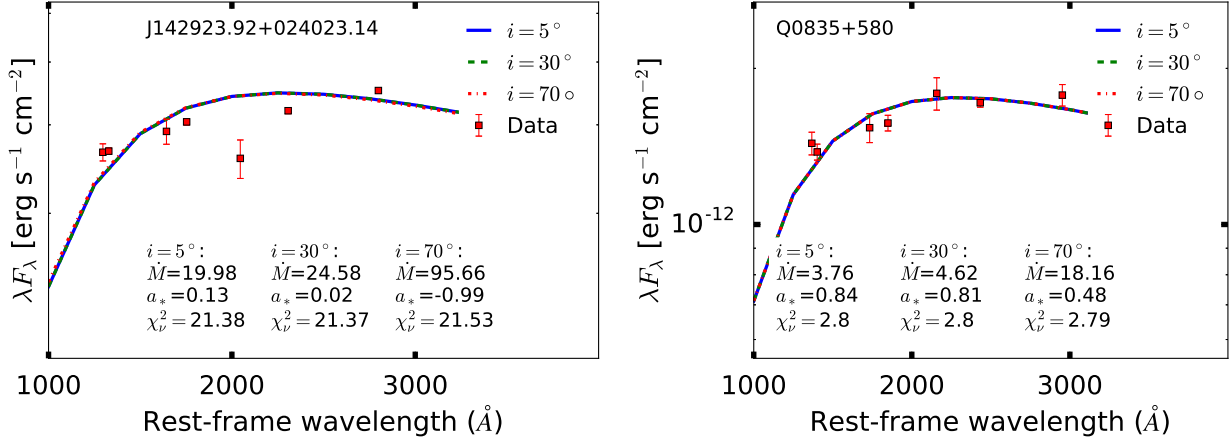 J142923.92+024023.14
i = 5°
i = 30°
i = 70°
Data
λF_λ [erg s⁻¹ cm⁻²]
i = 5°: i = 30°: i = 70°:
Ṁ=19.98 Ṁ=24.58 Ṁ=95.66
a_*=0.13 a_*=0.02 a_*=-0.99
χ²_ν = 21.38 χ²_ν = 21.37 χ²_ν = 21.53
1000 2000 3000
Rest-frame wavelength (Å)
Q0835+580
i = 5°
i = 30°
i = 70°
Data
λF_λ [erg s⁻¹ cm⁻²]
10⁻¹²
i = 5°: i = 30°: i = 70°:
Ṁ=3.76 Ṁ=4.62 Ṁ=18.16
a_*=0.84 a_*=0.81 a_*=0.48
χ²_ν = 2.8 χ²_ν = 2.8 χ²_ν = 2.79
1000 2000 3000
Rest-frame wavelength (Å)